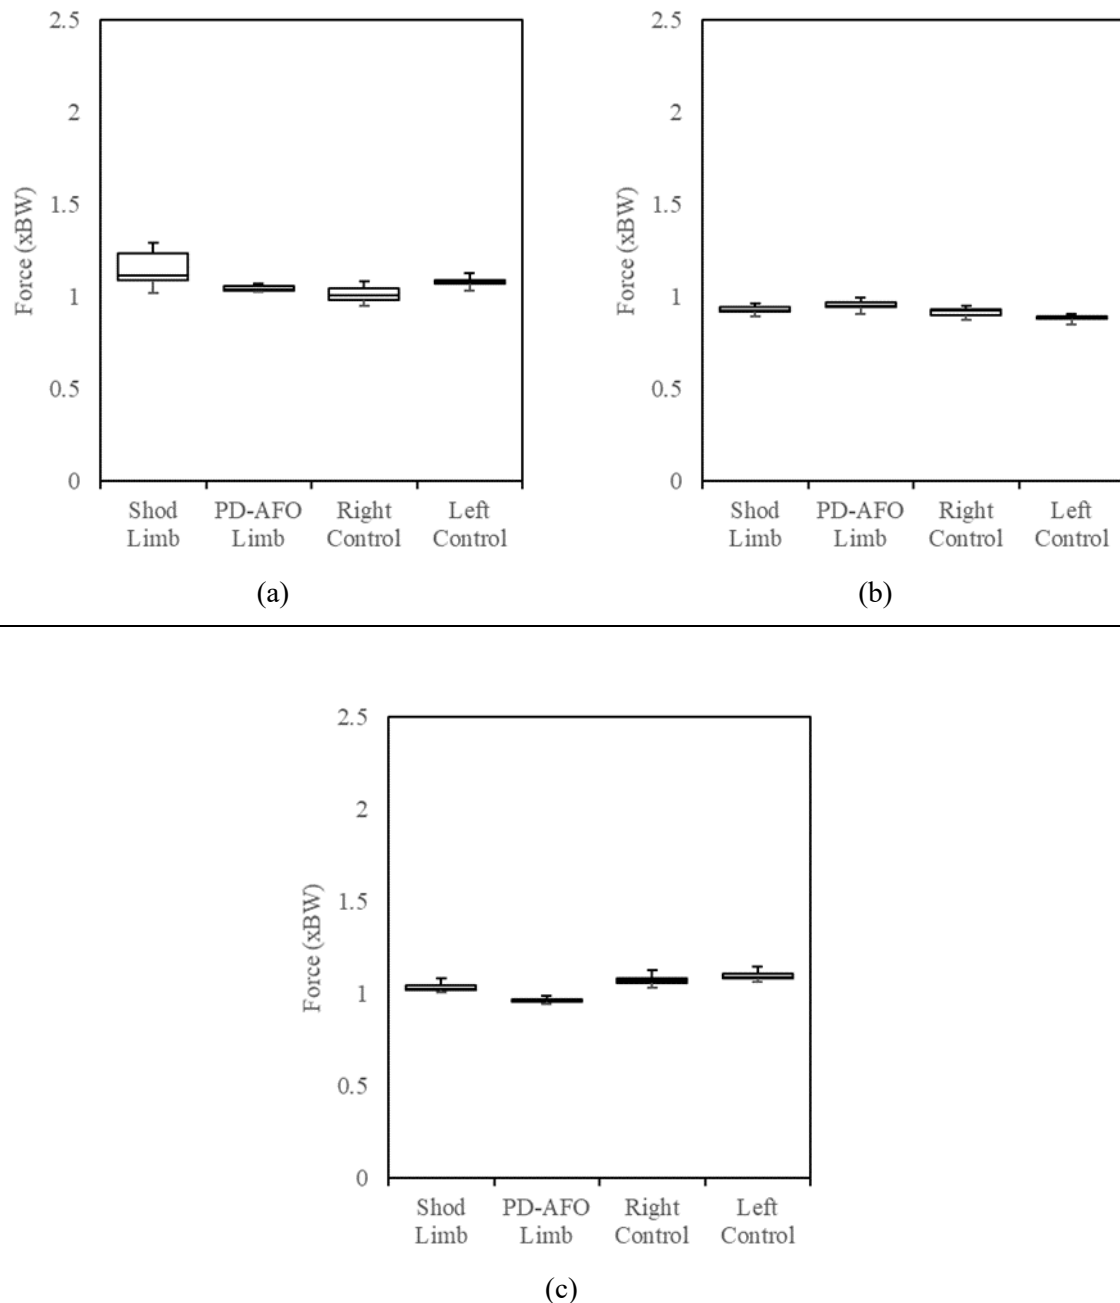 2.5
2
1.5
1
0.5
0
Force (xBW)
Shod Limb
PD-AFO Limb
Right Control
Left Control
(a)
2.5
2
1.5
1
0.5
0
Force (xBW)
Shod Limb
PD-AFO Limb
Right Control
Left Control
(b)
2.5
2
1.5
1
0.5
0
Force (xBW)
Shod Limb
PD-AFO Limb
Right Control
Left Control
(c)